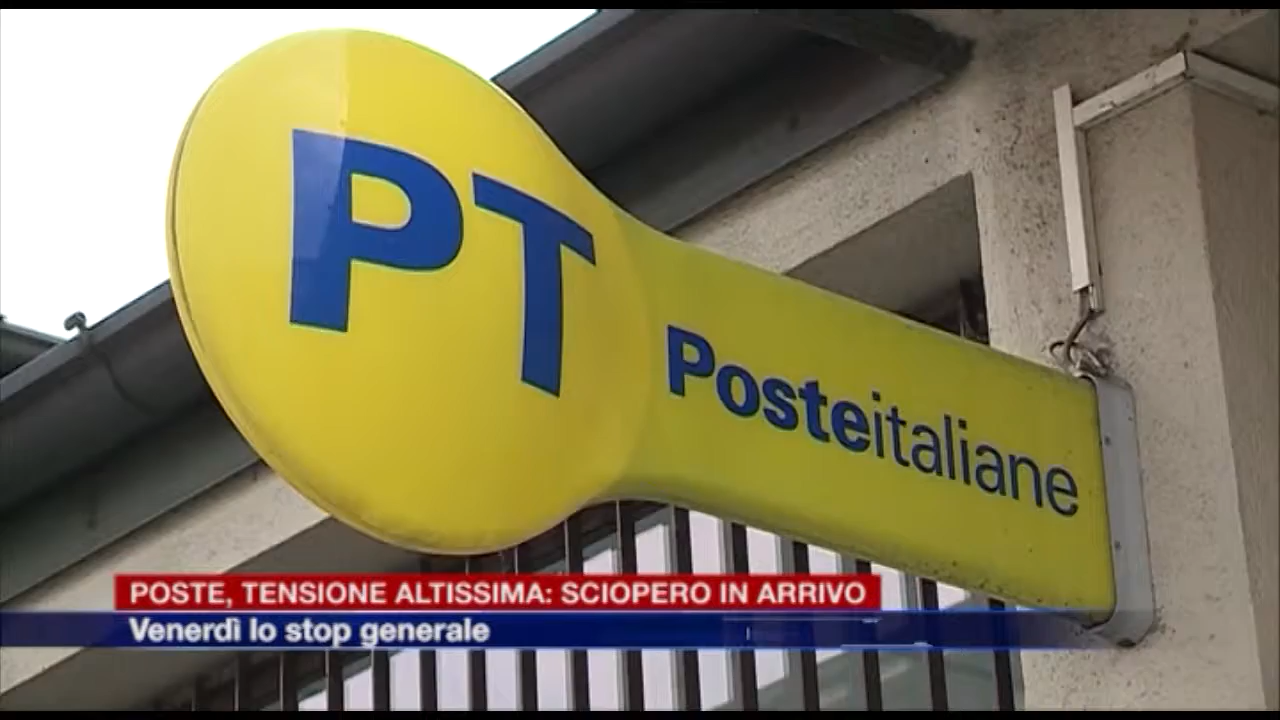 PT
Posteitaliane
POSTE, TENSIONE ALTISSIMA: SCIOPERO IN ARRIVO
Venerdì lo stop generale